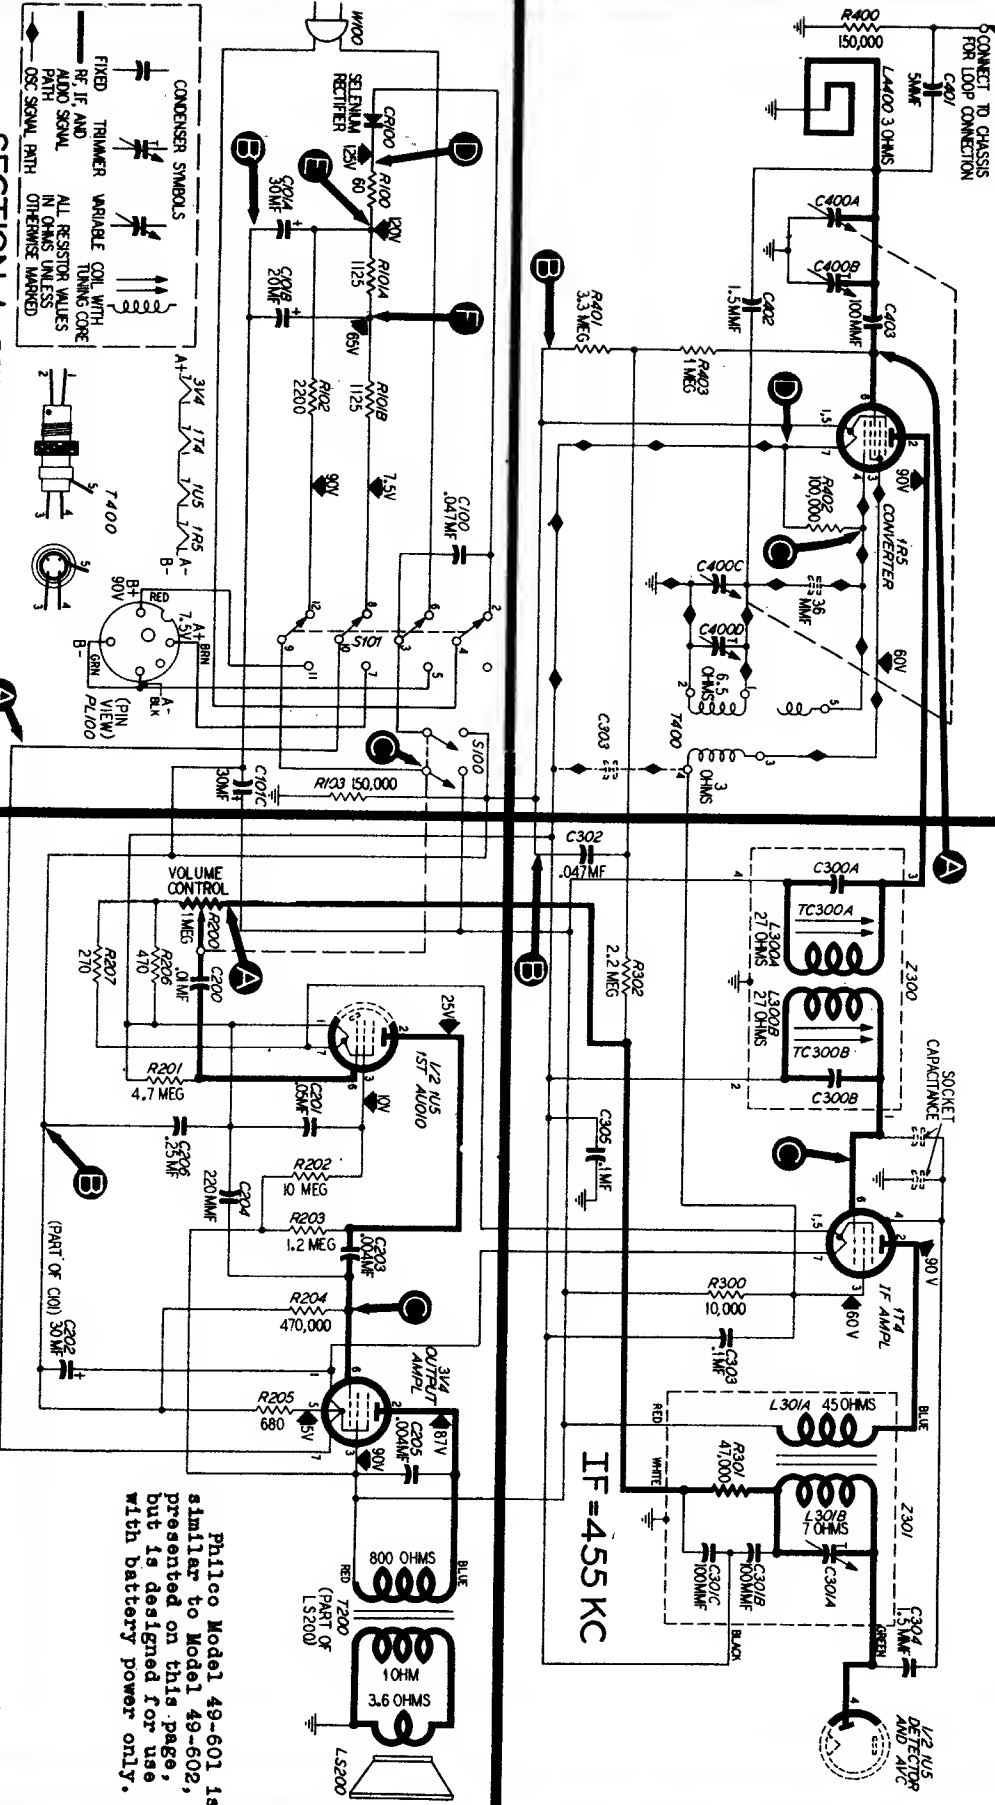 CONNECT TO CHASSIS
FOR LOOP CONNECTION
R400
150,000
C401
5MMF
LA400 3 OHMS
C400A
C400B
C402
1.5MMF
C403
100MMF
R401
3.3 MEG
R403
1 MEG
B
D
A
C
1R5
CONVERTER
90V
R402
100,000
C400C
36
MMF
C400D
6.5
OHMS
60V
T400
3
OHMS
C303
W100
SELENIUM
RECTIFIER
CR100
125V
R100
60
D
E
B
F
C101A
30MF
120V
R101A
1125
C101B
20MF
65V
R102
2200
R101B
1125
90V
7.5V
C100
.047MF
S101
S100
C
R103 150,000
C101C
30MF
CONDENSER SYMBOLS
FIXED
TRIMMER
VARIABLE
COIL WITH
TUNING CORE
RF, IF, AND
AUDIO SIGNAL
PATH
OSC SIGNAL PATH
ALL RESISTOR VALUES
IN OHMS UNLESS
OTHERWISE MARKED
A+
3V4
1T4
1U5
1R5
A-
B-
T400
B+
90V
RED
7.5V
A+
BRN
B-
GRN
A-
BLK
(PIN
VIEW)
PL100
A
C302
.047MF
B
R302
2.2 MEG
C300A
TC300A
L300A
27 OHMS
L300B
27 OHMS
TC300B
C300B
Z300
SOCKET
CAPACITANCE
C
A
C305
.1MF
1T4
IF AMPL
90 V
60V
R300
10,000
C303
.1MF
IF=455 KC
L301A 45 OHMS
BLUE
RED
WHITE
R301
47,000
L301B
7 OHMS
C301A
C301B
100MMF
C301C
100MMF
BLACK
GREEN
Z301
C304
1.5 MMF
1/2 1U5
DETECTOR
AND AVC
VOLUME
CONTROL
R200
1 MEG
A
R207
270
R206
470
C200
.01MF
R201
4.7 MEG
25V
1/2 1U5
1ST AUDIO
10V
C201
.05MF
C206
.25MF
B
R202
10 MEG
C204
220MMF
R203
1.2 MEG
C203
.004MF
R204
470,000
C
C202
30 MF
(PART OF C101)
3V4
OUTPUT
AMPL
R205
680
5V
87V
C205
.004MF
90V
800 OHMS
RED
BLUE
T200
(PART OF
LS200)
1 OHM
3.6 OHMS
LS200
Philco Model 49-601 is
similar to Model 49-602,
presented on this page,
but is designed for use
with battery power only.